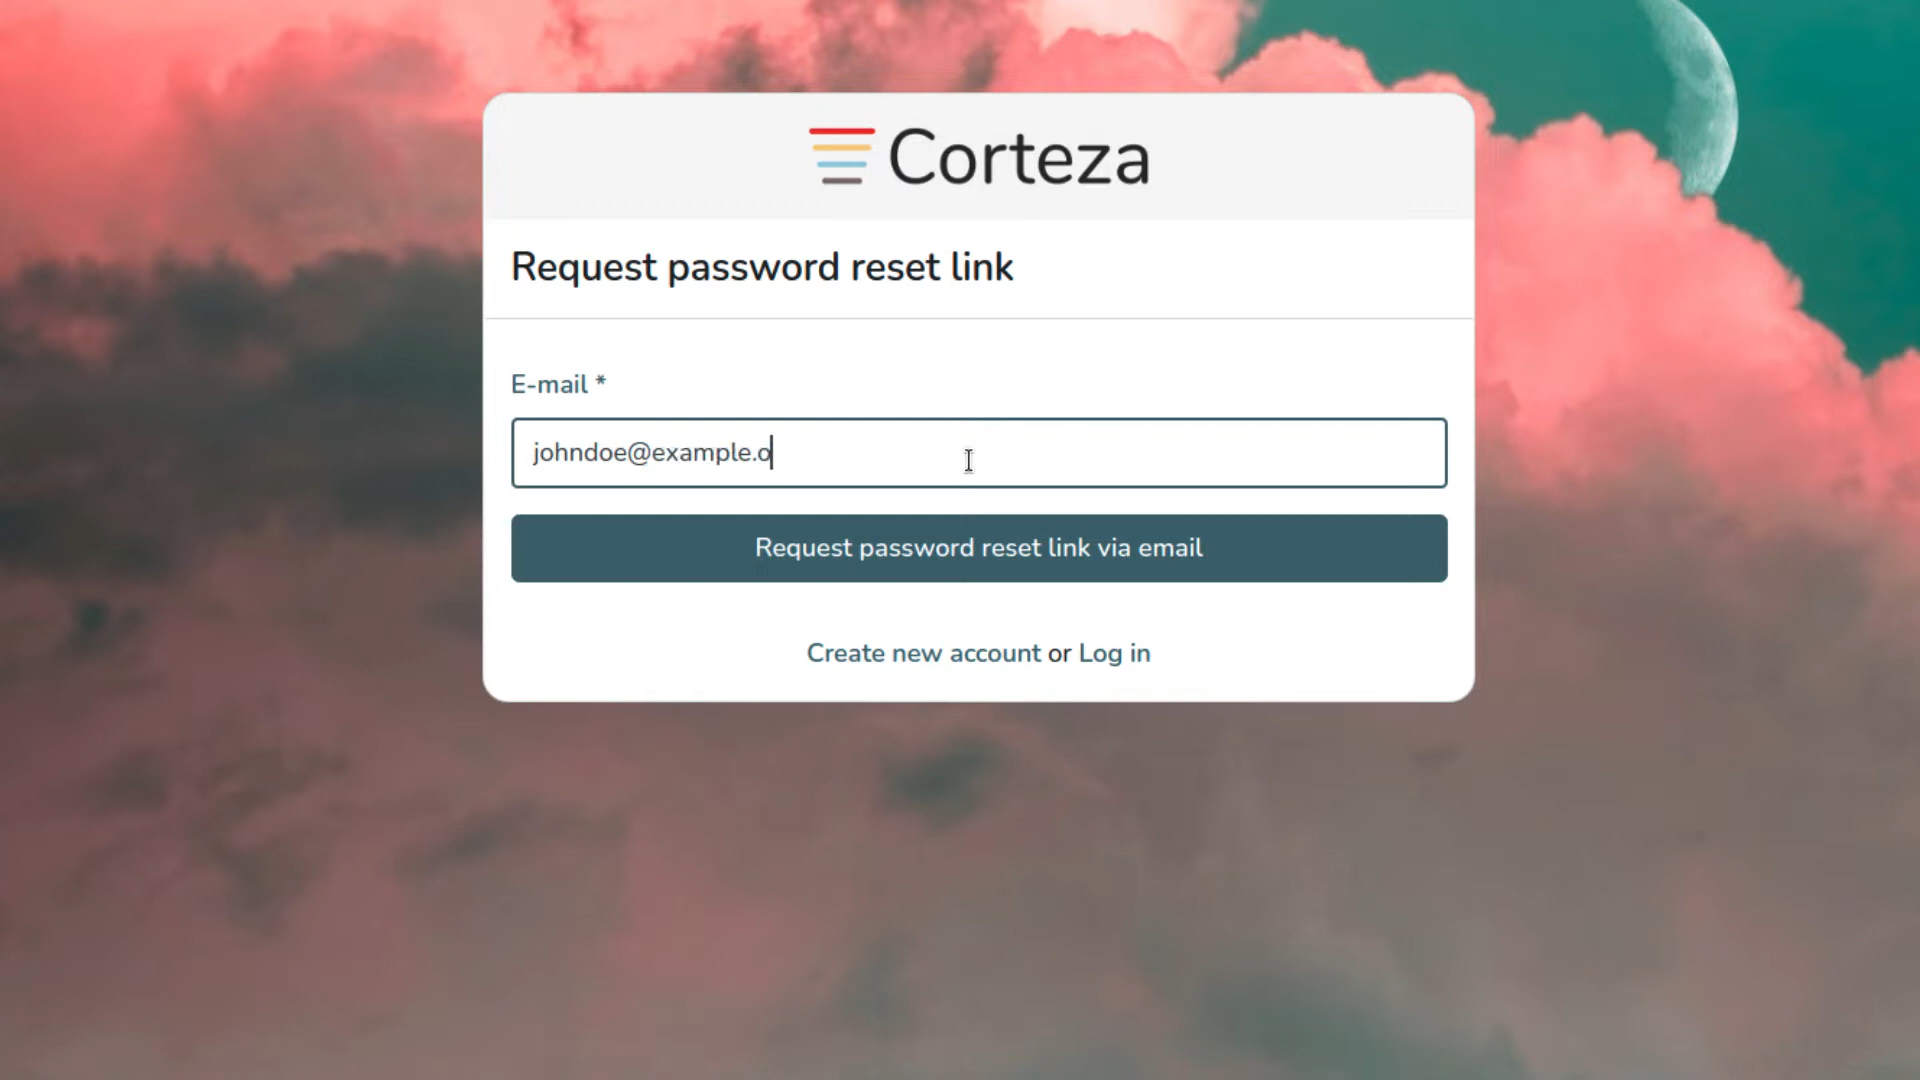 Corteza
Request password reset link
E-mail *
johndoe@example.o
Request password reset link via email
Create new account or Log in